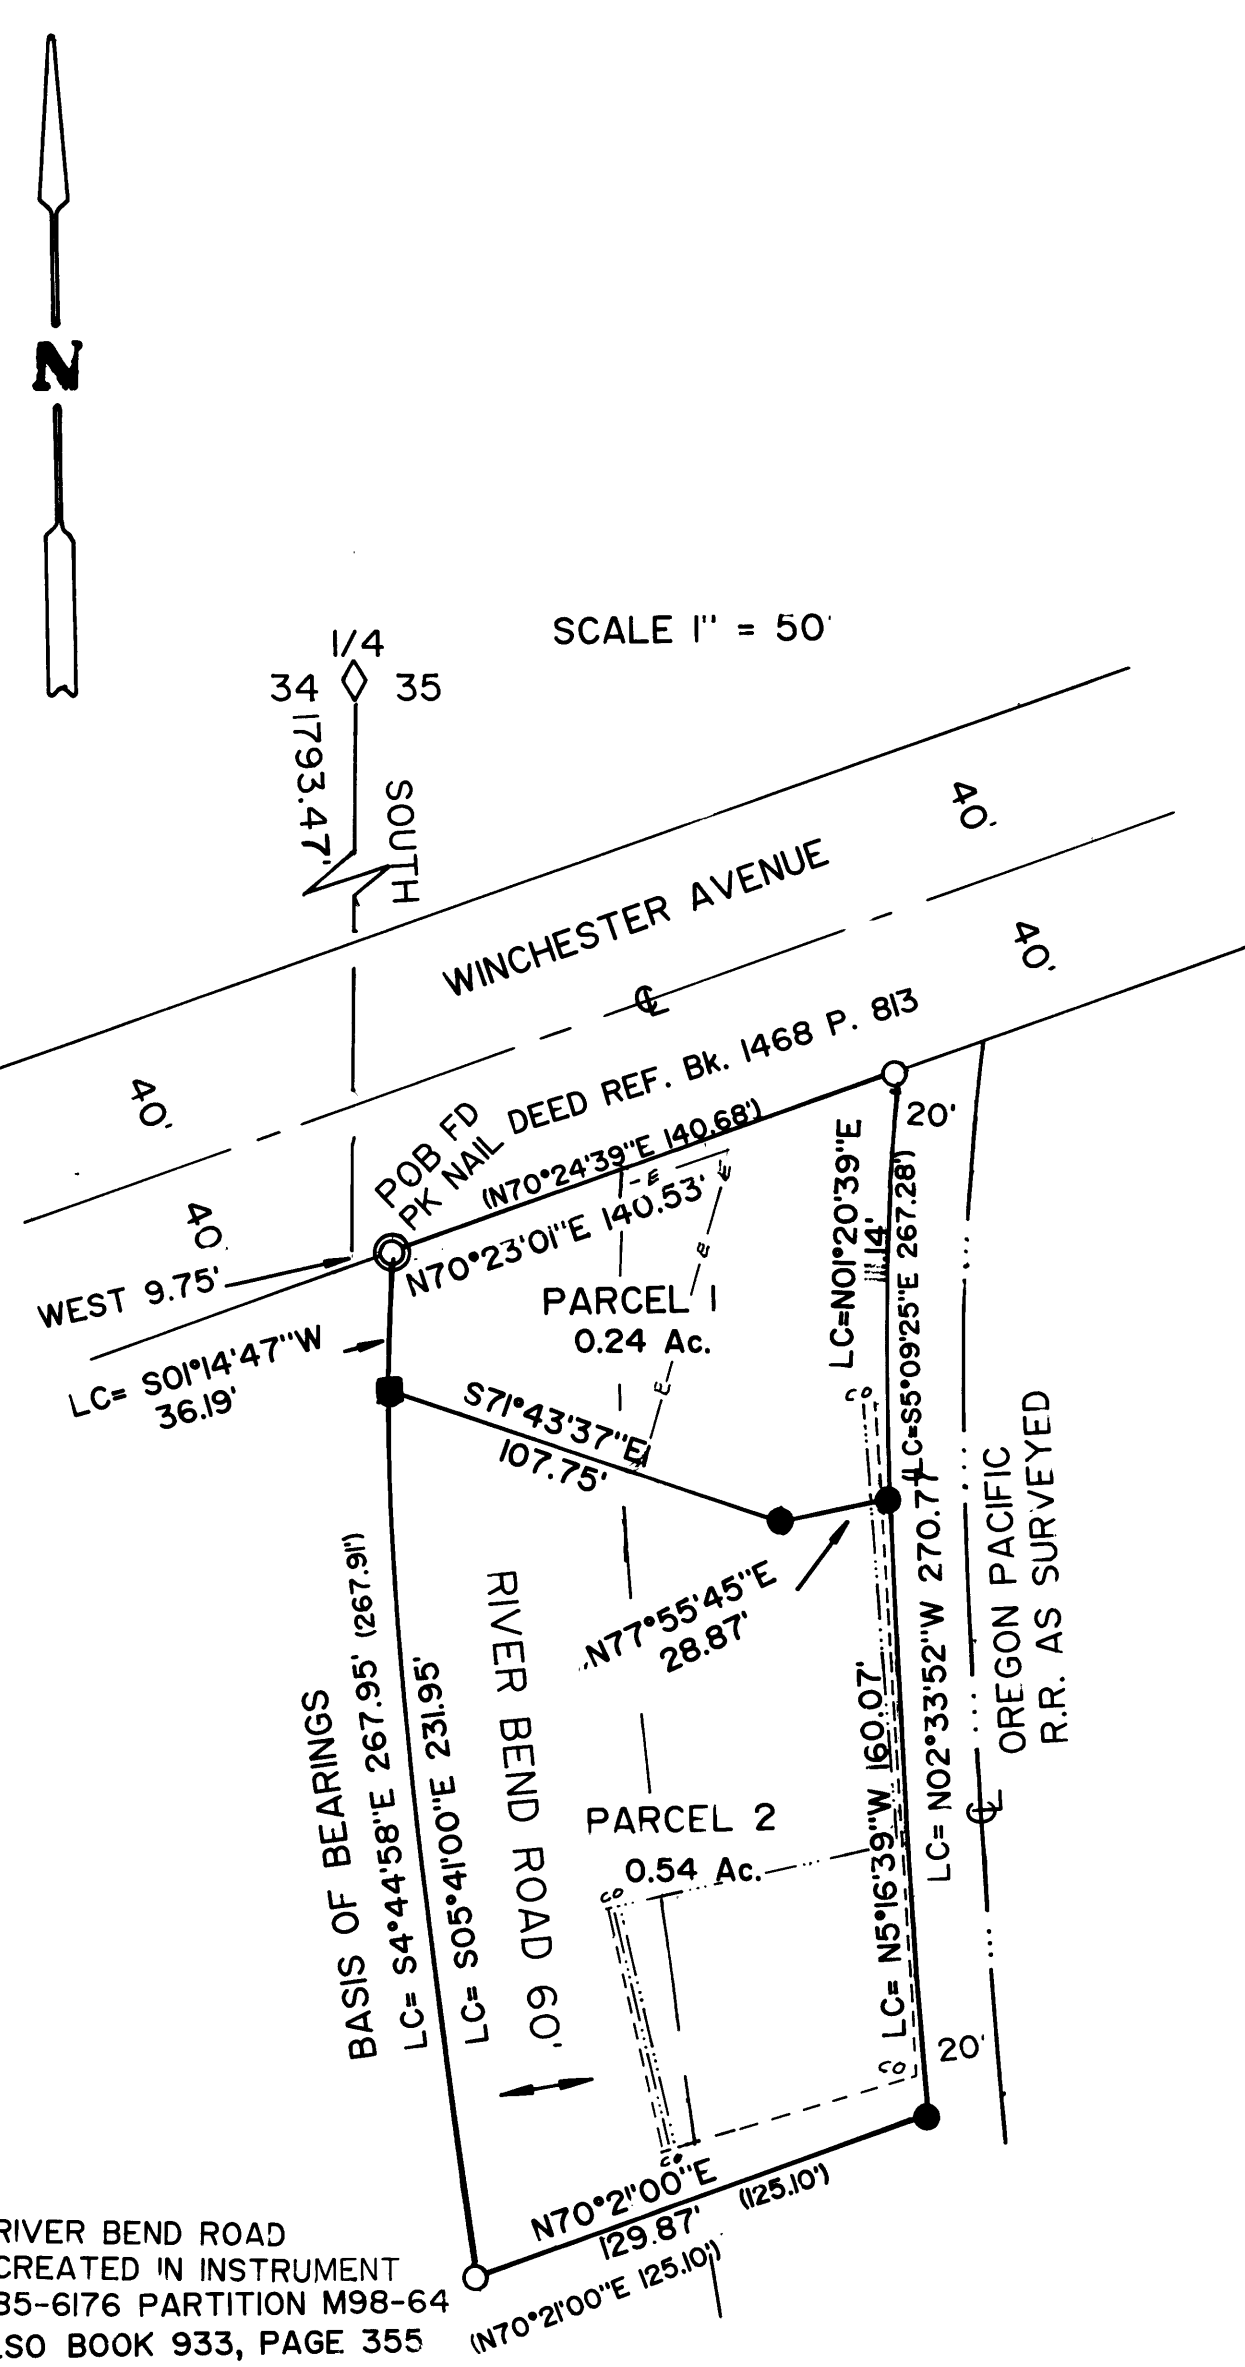 N
SCALE 1" = 50'
1/4
34 35
1793.47'
SOUTH
40'
WINCHESTER AVENUE
40'
℄
DEED REF. Bk. 1468 P. 813
40'
40'
POB FD
PK NAIL
20'
(N70°24'39"E 140.68')
N70°23'01"E 140.53'
WEST 9.75'
LC= S01°14'47"W
36.19'
PARCEL 1
0.24 Ac.
LC=N01°20'39"E
111.14'
(LC=S5°09'25"E 267.28')
S71°43'37"E
107.75'
N77°55'45"E
28.87'
LC= N02°33'52"W 270.77
OREGON PACIFIC
R.R. AS SURVEYED
℄
BASIS OF BEARINGS
LC= S4°44'58"E 267.95' (267.91')
LC= S05°41'00"E 231.95'
RIVER BEND ROAD 60'
PARCEL 2
0.54 Ac.
LC= N5°16'39"W 160.07'
co
co
co
co
E
E
E
20'
N70°21'00"E (125.10')
129.87'
(N70°21'00"E 125.10')
RIVER BEND ROAD
CREATED IN INSTRUMENT
85-6176 PARTITION M98-64
LSO BOOK 933, PAGE 355